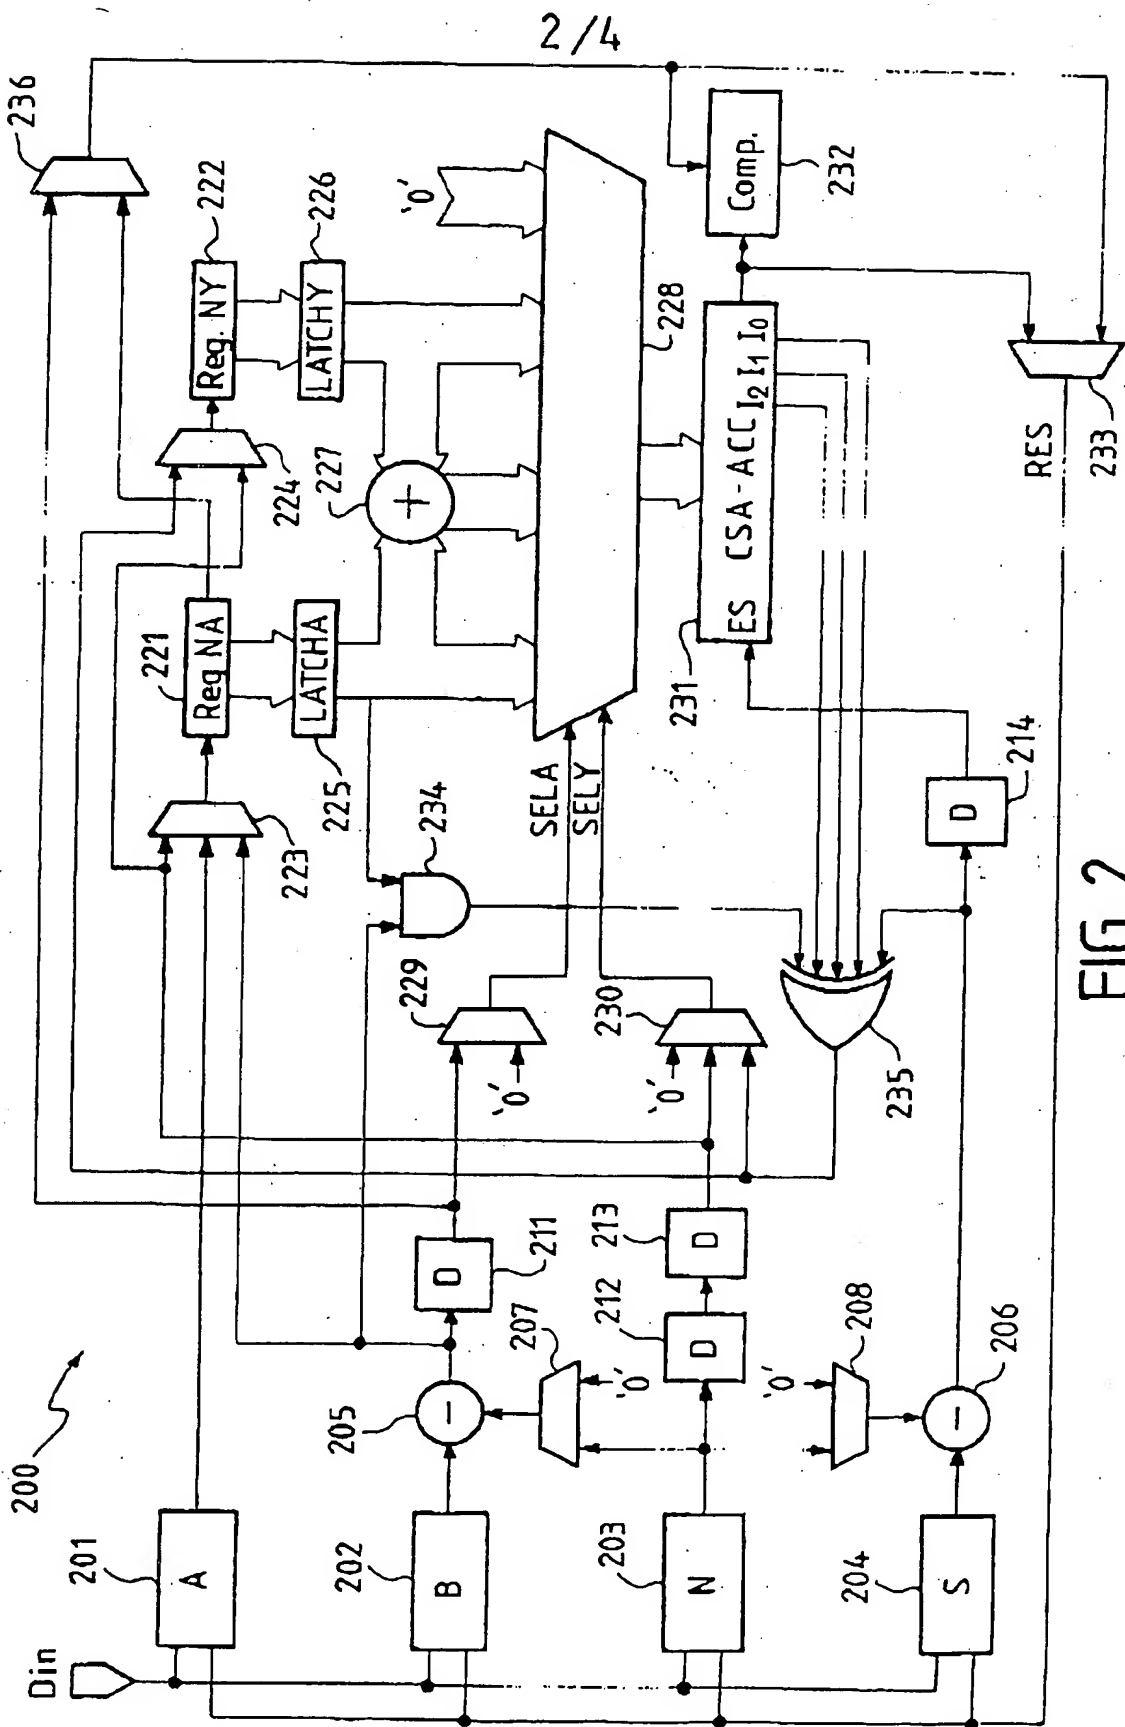 2/4
236
Reg. NY
222
LATCHY
226
'0'
Comp.
232
224
227
+
228
Reg NA
221
LATCHA
225
ES CSA-ACC I2 I1 I0
231
RES
233
223
234
SELA
SELY
D
214
229
'0'
230
'0'
235
FIG_2
D
211
D
213
D
212
207
'0'
208
'0'
205
-
206
-
200
A
201
B
202
N
203
S
204
Din